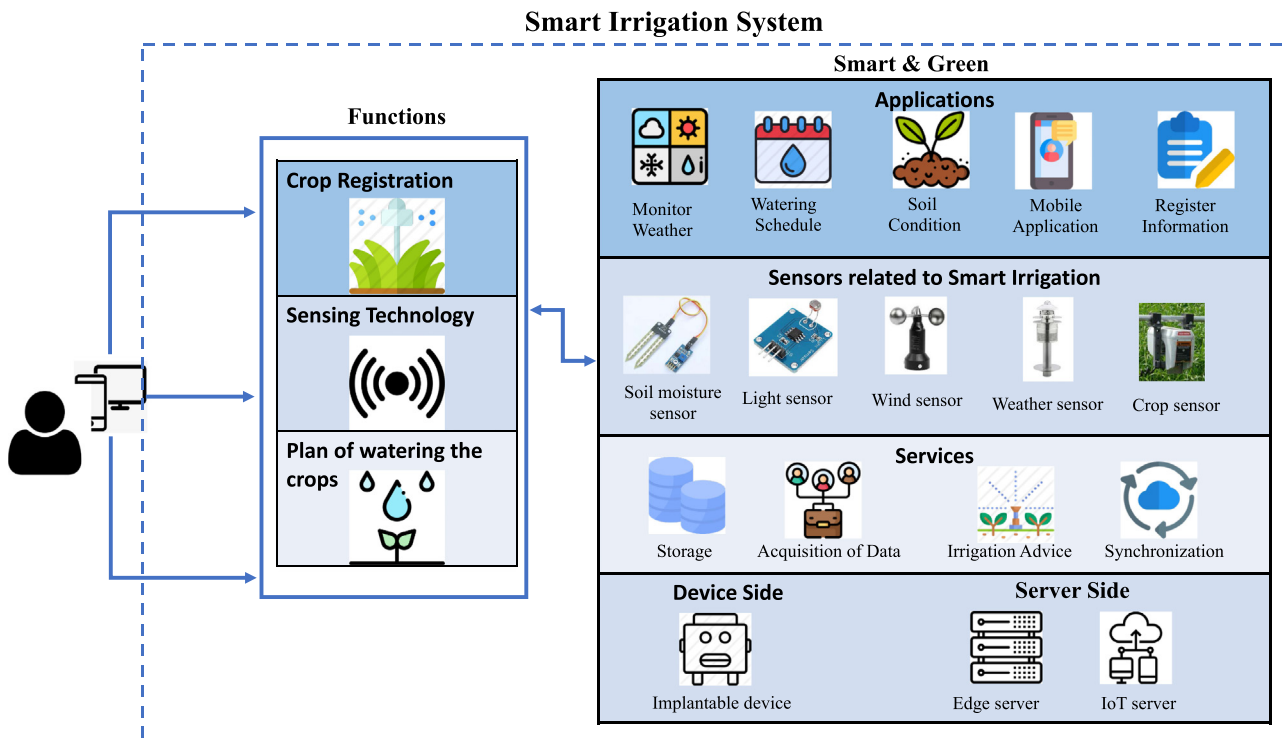 Smart Irrigation System
Smart & Green
Functions
Crop Registration
Sensing Technology
Plan of watering the
crops
Applications
Monitor
Weather
Watering
Schedule
Soil
Condition
Mobile
Application
Register
Information
Sensors related to Smart Irrigation
Soil moisture
sensor
Light sensor
Wind sensor
Weather sensor
Crop sensor
Services
Storage
Acquisition of Data
Irrigation Advice
Synchronization
Device Side
Server Side
Implantable device
Edge server
IoT server